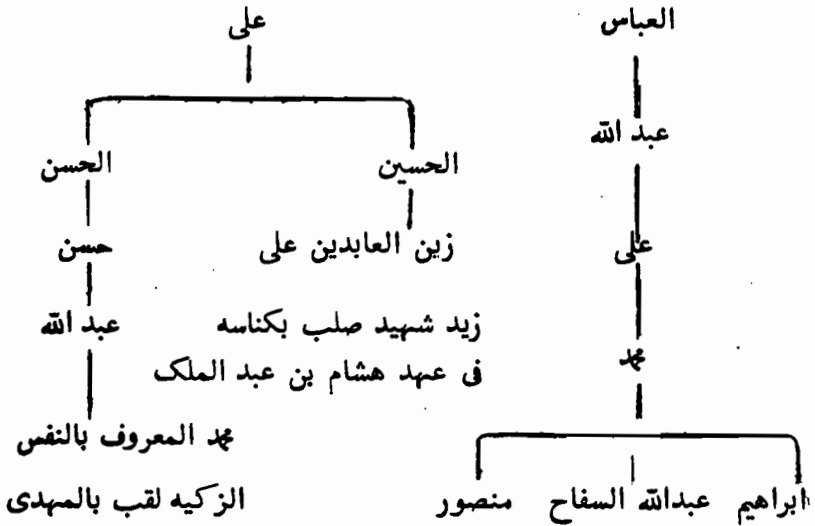 العباس
عبد الله
على
محمد
ابراهيم عبدالله السفاح منصور
على
الحسين الحسن
زين العابدين على حسن
زيد شهيد صلب بكناسه
فى عهد هشام بن عبد الملک
عبد الله
محمد المعروف بالنفس
الزكيه لقب بالمهدى